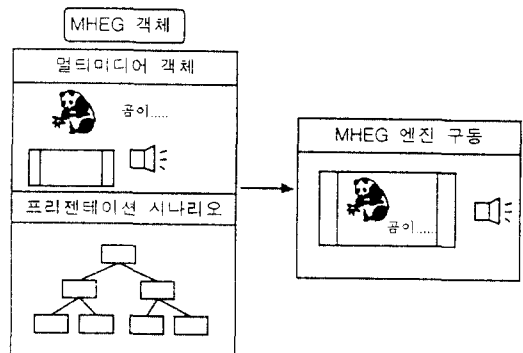 MHEG 객체
멀티미디어 객체
곰이.....
프리젠테이션 시나리오
MHEG 엔진 구동
곰이.....